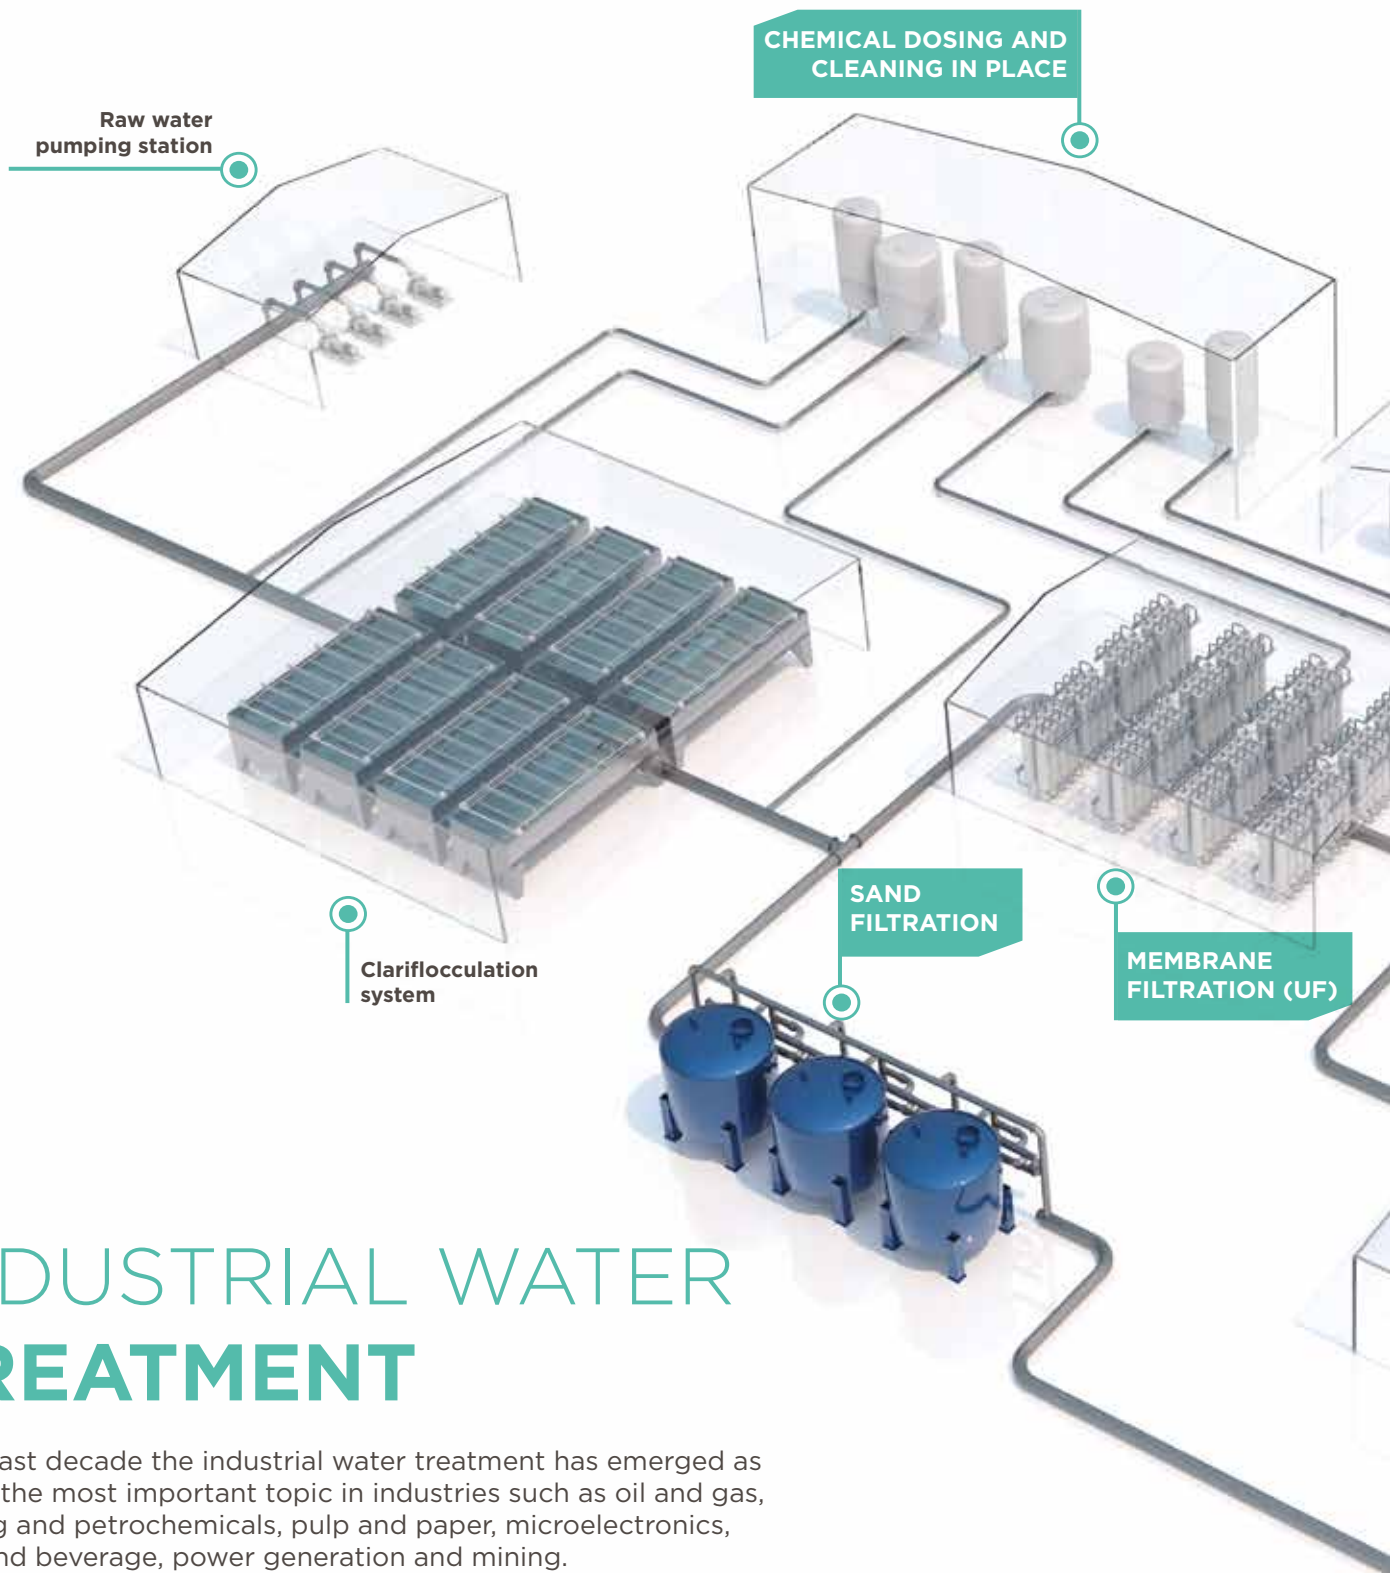 CHEMICAL DOSING AND
CLEANING IN PLACE
Raw water
pumping station
SAND
FILTRATION
MEMBRANE
FILTRATION (UF)
Clariflocculation
system
DUSTRIAL WATER
REATMENT
ast decade the industrial water treatment has emerged as
the most important topic in industries such as oil and gas,
g and petrochemicals, pulp and paper, microelectronics,
nd beverage, power generation and mining.